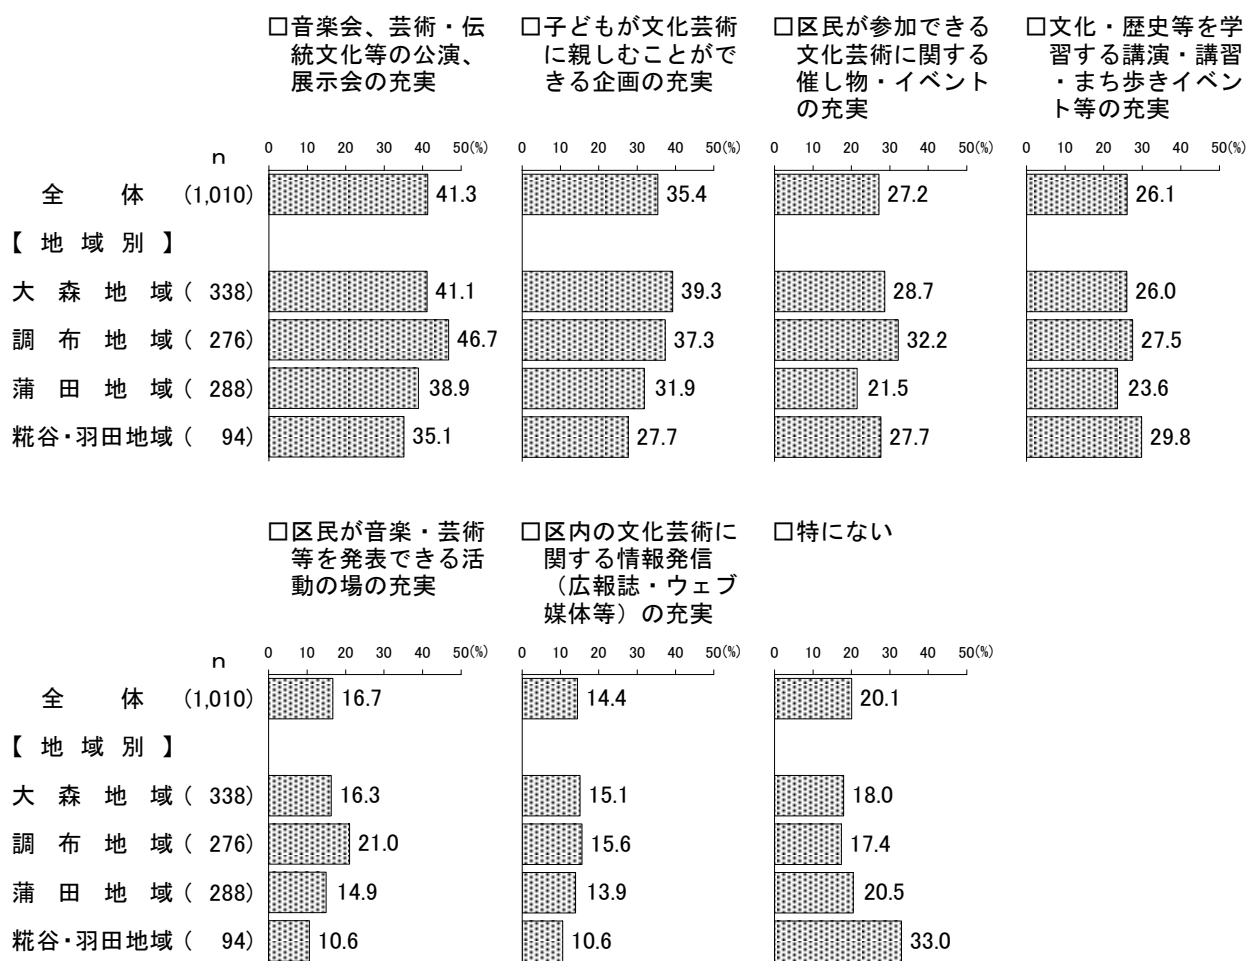 □音楽会、芸術・伝
統文化等の公演、
展示会の充実
□子どもが文化芸術
に親しむことがで
きる企画の充実
□区民が参加できる
文化芸術に関する
催し物・イベント
の充実
□文化・歴史等を学
習する講演・講習
・まち歩きイベン
ト等の充実
n
0 10 20 30 40 50(%) 0 10 20 30 40 50(%) 0 10 20 30 40 50(%) 0 10 20 30 40 50(%)
全体 (1,010) 41.3 35.4 27.2 26.1
【地域別】
大森地域 ( 338) 41.1 39.3 28.7 26.0
調布地域 ( 276) 46.7 37.3 32.2 27.5
蒲田地域 ( 288) 38.9 31.9 21.5 23.6
糀谷・羽田地域 ( 94) 35.1 27.7 27.7 29.8
□区民が音楽・芸術
等を発表できる活
動の場の充実
□区内の文化芸術に
関する情報発信
（広報誌・ウェブ
媒体等）の充実
□特にない
n
0 10 20 30 40 50(%) 0 10 20 30 40 50(%) 0 10 20 30 40 50(%)
全体 (1,010) 16.7 14.4 20.1
【地域別】
大森地域 ( 338) 16.3 15.1 18.0
調布地域 ( 276) 21.0 15.6 17.4
蒲田地域 ( 288) 14.9 13.9 20.5
糀谷・羽田地域 ( 94) 10.6 10.6 33.0